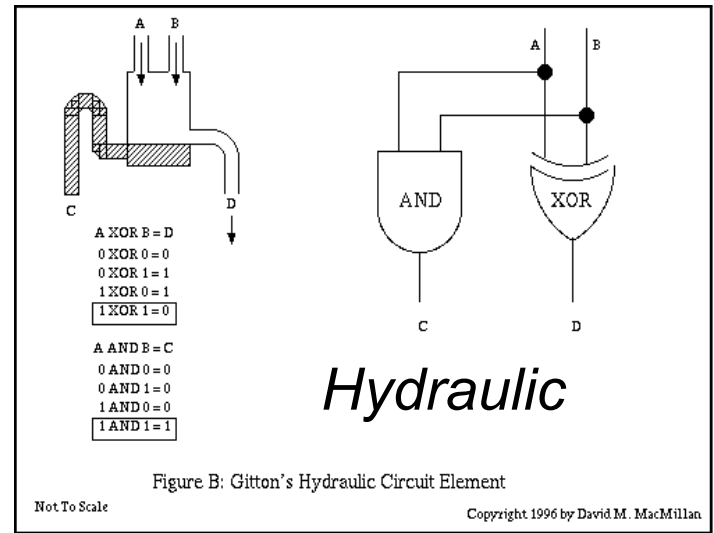 A B
A B
AND XOR
C
D
A XOR B = D
0 XOR 0 = 0
0 XOR 1 = 1
1 XOR 0 = 1
1 XOR 1 = 0
C D
A AND B = C
0 AND 0 = 0
0 AND 1 = 0
1 AND 0 = 0
1 AND 1 = 1
Hydraulic
Figure B: Gitton's Hydraulic Circuit Element
Not To Scale
Copyright 1996 by David M. MacMillan